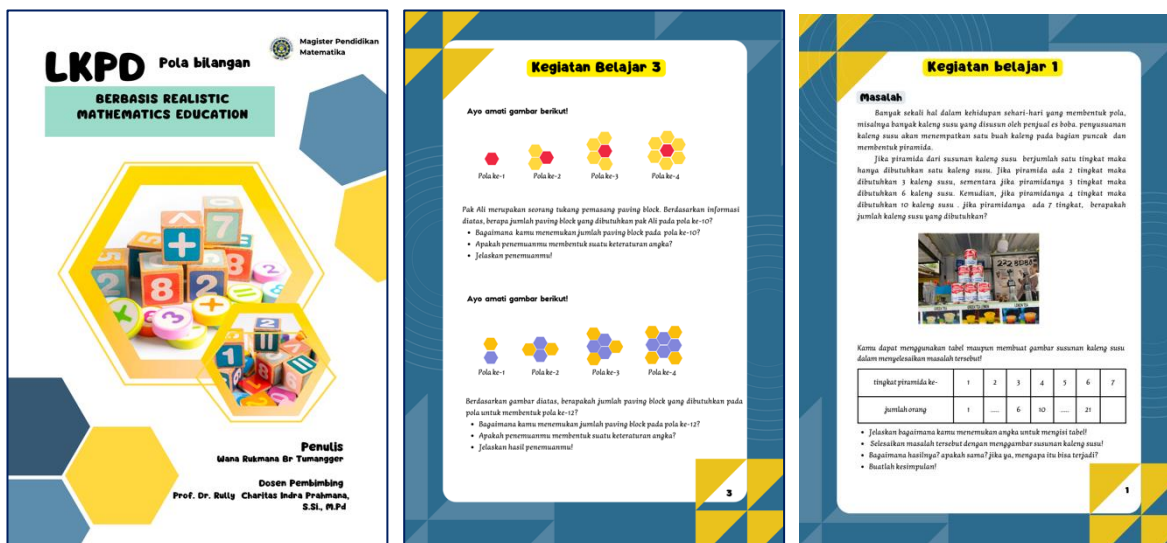 LKPD Pola bilangan
Magister Pendidikan
Matematika
BERBASIS REALISTIC
MATHEMATICS EDUCATION
Penulis
Wana Rukmana Br Tumangger
Dosen Pembimbing
Prof. Dr. Rully Charitas Indra Prahmana,
S.Si., M.Pd
Kegiatan Belajar 3
Ayo amati gambar berikut!
Pola ke-1 Pola ke-2 Pola ke-3 Pola ke-4
Pak Ali merupakan seorang tukang pemasang paving block. Berdasarkan informasi
diatas, berapa jumlah paving block yang dibutuhkan pak Ali pada pola ke-10?
• Bagaimana kamu menemukan jumlah paving block pada pola ke-10?
• Apakah penemuanmu membentuk suatu keteraturan angka?
• Jelaskan penemuanmu!
Ayo amati gambar berikut!
Pola ke-1 Pola ke-2 Pola ke-3 Pola ke-4
Berdasarkan gambar diatas, berapakah jumlah paving block yang dibutuhkan pada
pola untuk membentuk pola ke-12?
• Bagaimana kamu menemukan jumlah paving block pada pola ke-12?
• Apakah penemuanmu membentuk suatu keteraturan angka?
• Jelaskan hasil penemuanmu!
3
Kegiatan belajar 1
Masalah
Banyak sekali hal dalam kehidupan sehari-hari yang membentuk pola,
misalnya banyak kaleng susu yang disusun oleh penjual es boba. penyusuanan
kaleng susu akan menempatkan satu buah kaleng pada bagian puncak dan
membentuk piramida.
Jika piramida dari susunan kaleng susu berjumlah satu tingkat maka
hanya dibutuhkan satu kaleng susu. Jika piramida ada 2 tingkat maka
dibutuhkan 3 kaleng susu, sementara jika piramidanya 3 tingkat maka
dibutuhkan 6 kaleng susu. Kemudian, jika piramidanya 4 tingkat maka
dibutuhkan 10 kaleng susu . jika piramidanya ada 7 tingkat, berapakah
jumlah kaleng susu yang dibutuhkan?
Kamu dapat menggunakan tabel maupun membuat gambar susunan kaleng susu
dalam menyelesaikan masalah tersebut!
tingkat piramida ke- 1 2 3 4 5 6 7
jumlah orang 1 ..... 6 10 ..... 21
• Jelaskan bagaimana kamu menemukan angka untuk mengisi tabel!
• Selesaikan masalah tersebut dengan menggambar susunan kaleng susu!
• Bagaimana hasilnya? apakah sama? jika ya, mengapa itu bisa terjadi?
• Buatlah kesimpulan!
1